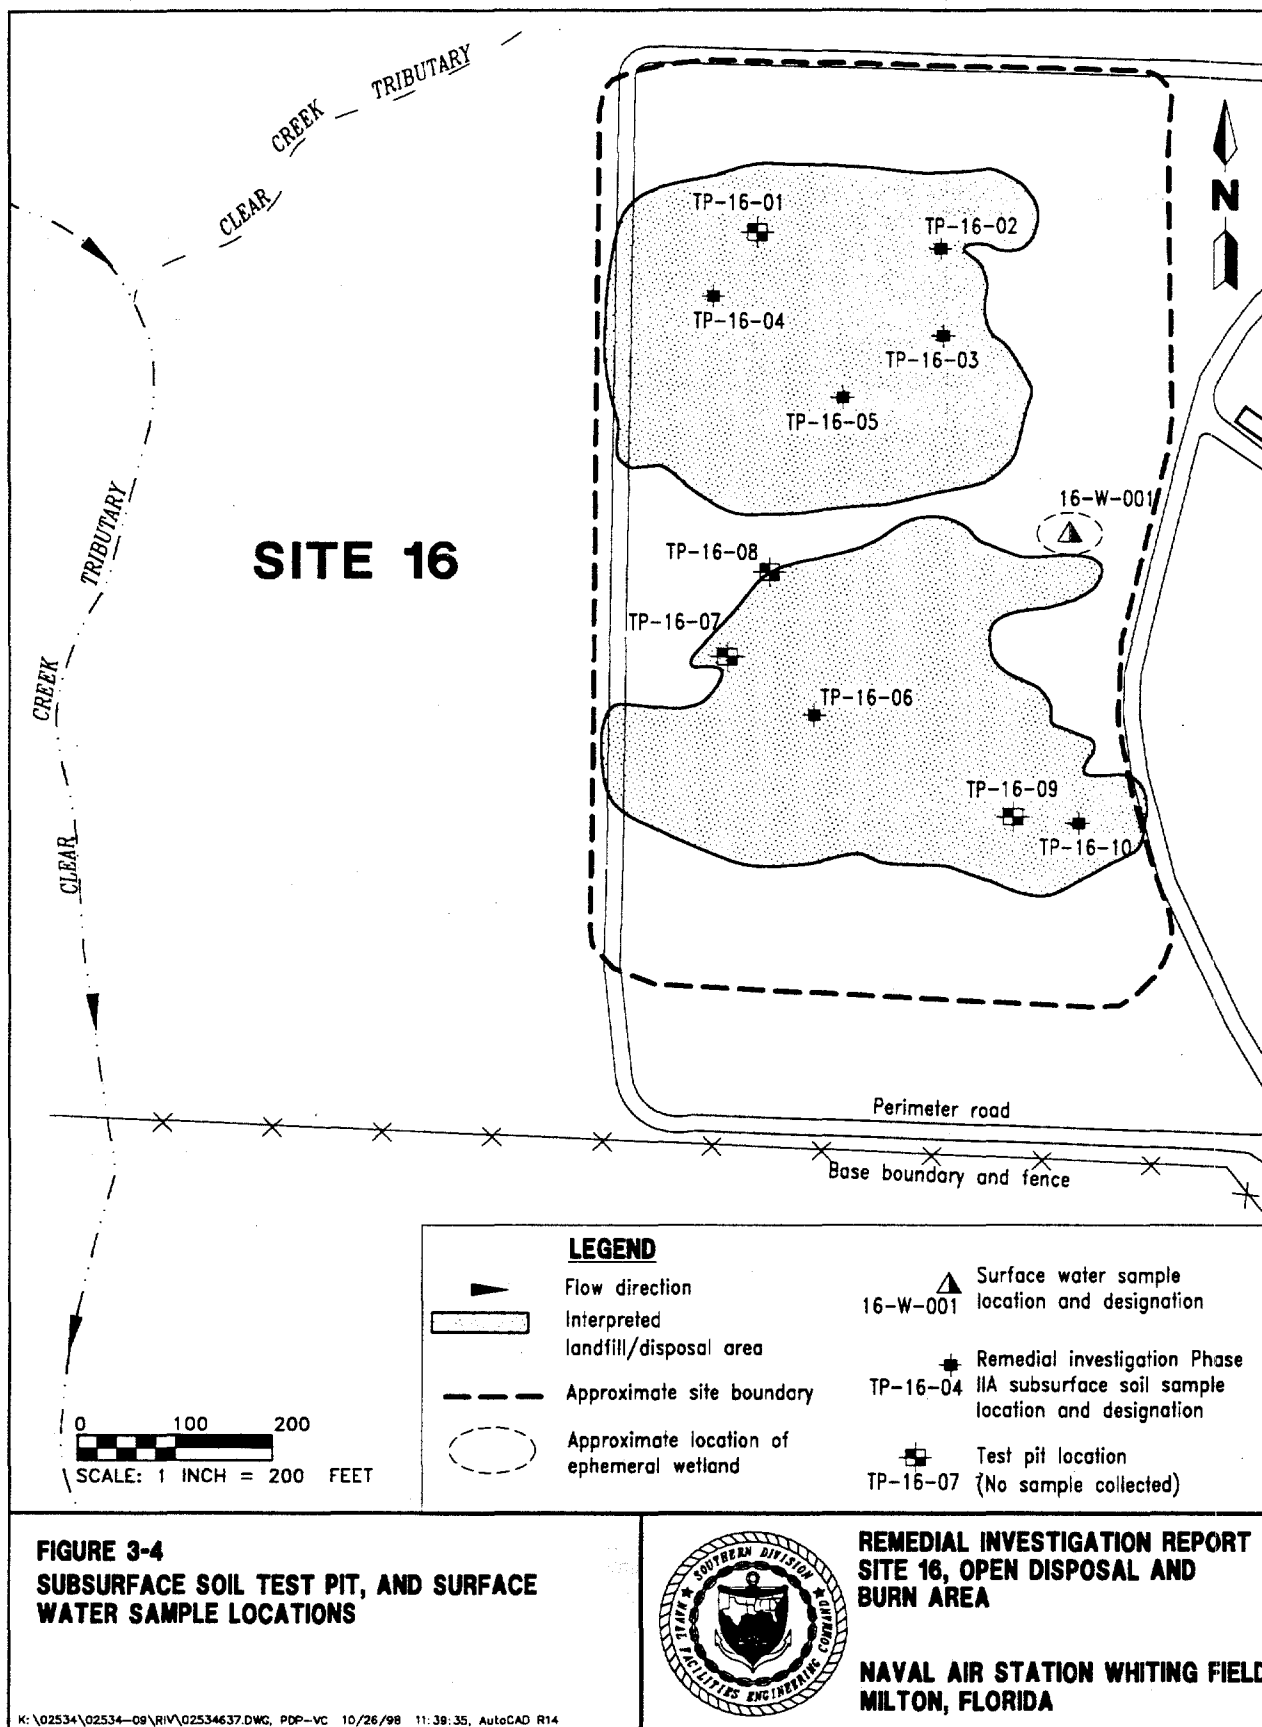 CLEAR CREEK TRIBUTARY
N
TP-16-01
TP-16-02
TP-16-04
TP-16-03
TP-16-05
16-W-001
SITE 16
TP-16-08
TP-16-07
TP-16-06
TP-16-09
TP-16-10
CLEAR CREEK TRIBUTARY
Perimeter road
Base boundary and fence
LEGEND
Flow direction
Interpreted
landfill/disposal area
Approximate site boundary
Approximate location of
ephemeral wetland
Surface water sample
16-W-001 location and designation
Remedial investigation Phase
TP-16-04 IIA subsurface soil sample
location and designation
Test pit location
TP-16-07 (No sample collected)
0 100 200
SCALE: 1 INCH = 200 FEET
FIGURE 3-4
SUBSURFACE SOIL TEST PIT, AND SURFACE
WATER SAMPLE LOCATIONS
SOUTHERN DIVISION
NAVAL FACILITIES ENGINEERING COMMAND
REMEDIAL INVESTIGATION REPORT
SITE 16, OPEN DISPOSAL AND
BURN AREA
NAVAL AIR STATION WHITING FIELD
MILTON, FLORIDA
K:\02534\02534-09\RIV\02534637.DWG, PDP-VC 10/26/98 11:39:35, AutoCAD R14